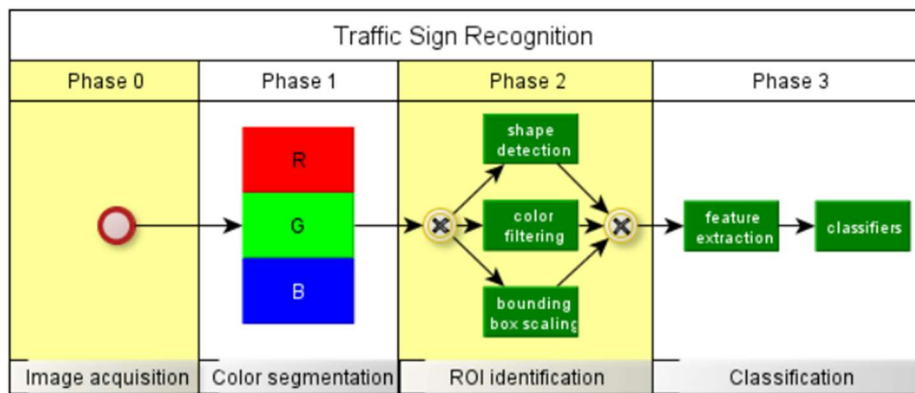 Traffic Sign Recognition
Phase 0
Phase 1
Phase 2
Phase 3
R
G
B
shape
detection
color
filtering
bounding
box scaling
feature
extraction
classifiers
Image acquisition
Color segmentation
ROI identification
Classification